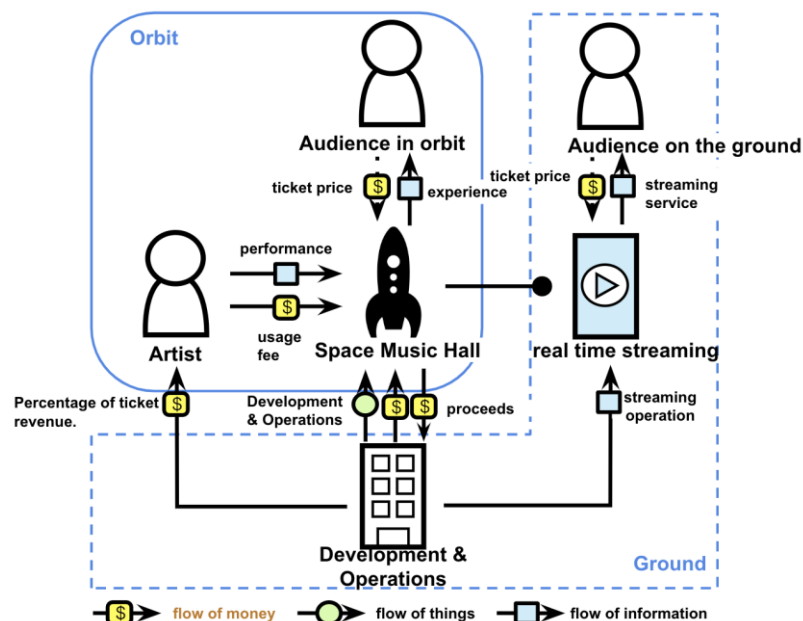 Orbit
Audience in orbit
Audience on the ground
ticket price
$
experience
ticket price
$
streaming
service
performance
$
usage
fee
Artist
Space Music Hall
real time streaming
Percentage of ticket
revenue.
$
Development
& Operations
$
$
proceeds
streaming
operation
Development &
Operations
Ground
$
flow of money
flow of things
flow of information